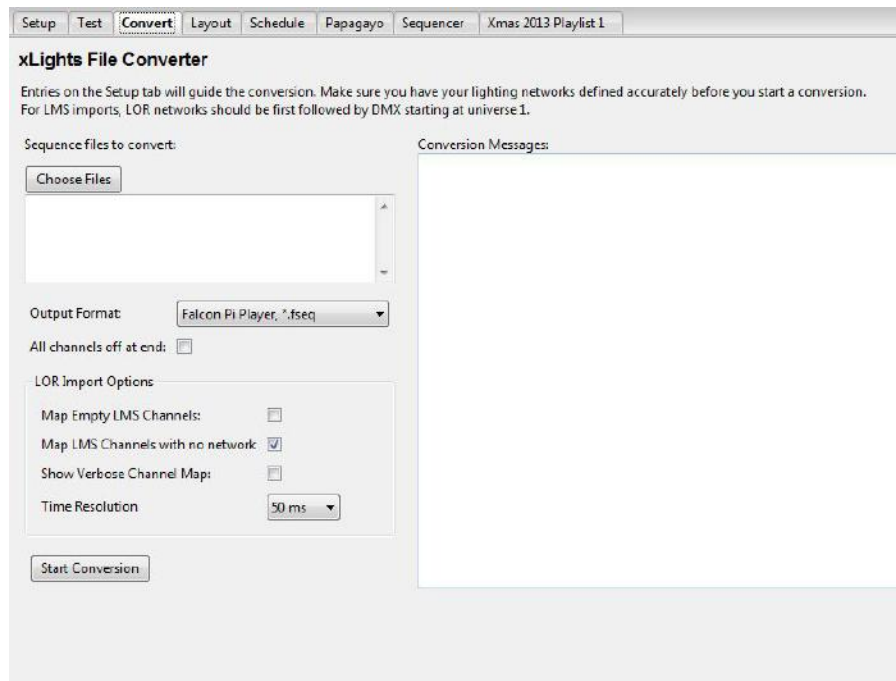 Setup Test Convert Layout Schedule Papagayo Sequencer Xmas 2013 Playlist 1
xLights File Converter
Entries on the Setup tab will guide the conversion. Make sure you have your lighting networks defined accurately before you start a conversion.
For LMS imports, LOR networks should be first followed by DMX starting at universe 1.
Sequence files to convert:
Choose Files
Output Format: Falcon Pi Player, *.fseq
All channels off at end:
LOR Import Options
Map Empty LMS Channels:
Map LMS Channels with no network
Show Verbose Channel Map:
Time Resolution 50 ms
Start Conversion
Conversion Messages: